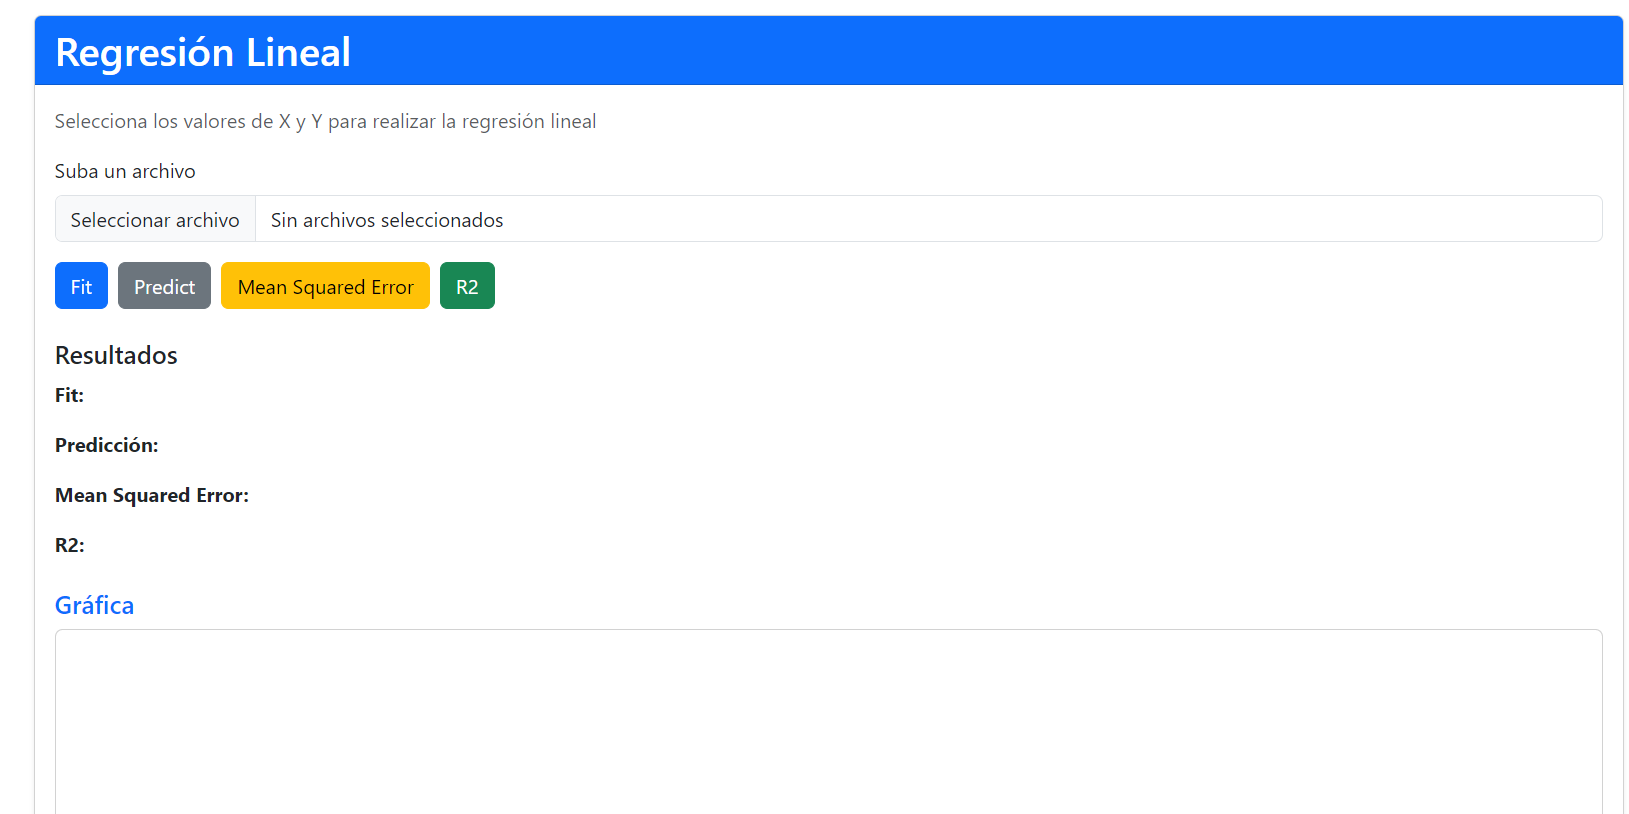 Regresión Lineal
Selecciona los valores de X y Y para realizar la regresión lineal
Suba un archivo
Seleccionar archivo Sin archivos seleccionados
Fit Predict Mean Squared Error R2
Resultados
Fit:
Predicción:
Mean Squared Error:
R2:
Gráfica